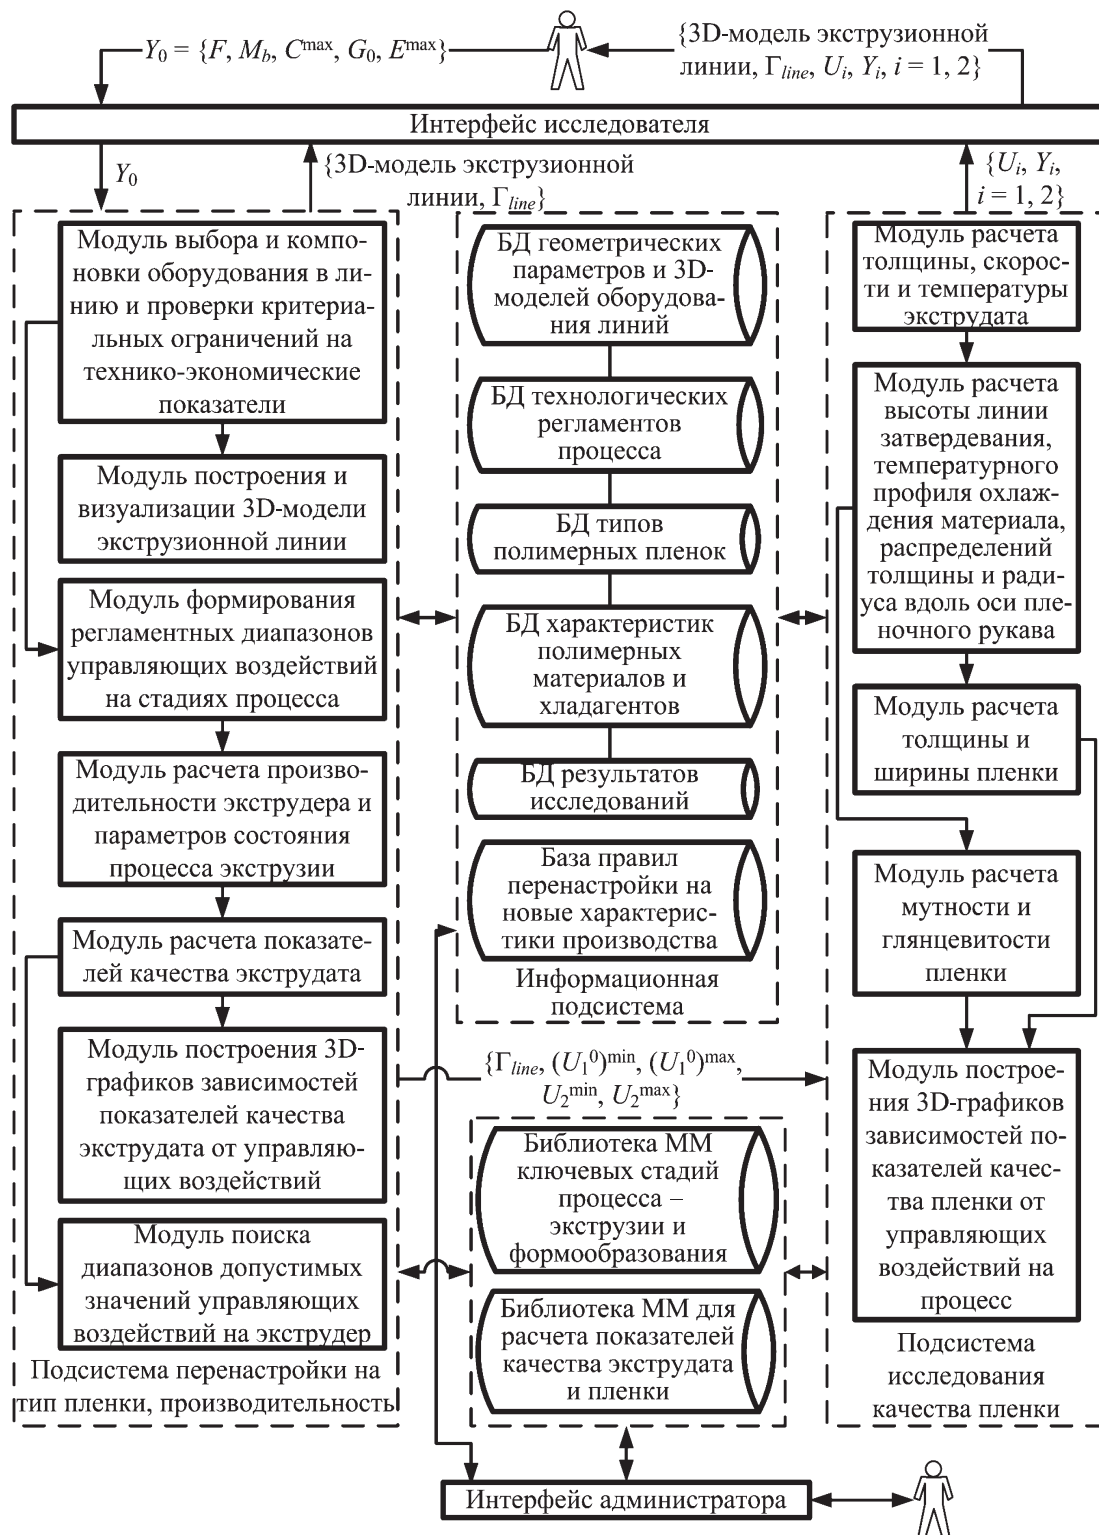 Y₀ = {F, M_b, C^max, G₀, E^max}
{3D-модель экструзионной
линии, Г_line, U_i, Y_i, i = 1, 2}
Интерфейс исследователя
Y₀
{3D-модель экструзионной
линии, Г_line}
{U_i, Y_i,
i = 1, 2}
Модуль выбора и компо-
новки оборудования в ли-
нию и проверки критери-
альных ограничений на
технико-экономические
показатели
Модуль построения и
визуализации 3D-модели
экструзионной линии
Модуль формирования
регламентных диапазонов
управляющих воздействий
на стадиях процесса
Модуль расчета произво-
дительности экструдера и
параметров состояния
процесса экструзии
Модуль расчета показате-
лей качества экструдата
Модуль построения 3D-
графиков зависимостей
показателей качества
экструдата от управляю-
щих воздействий
Модуль поиска
диапазонов допустимых
значений управляющих
воздействий на экструдер
Подсистема перенастройки на
тип пленки, производительность
БД геометрических
параметров и 3D-
моделей оборудова-
ния линий
БД технологических
регламентов
процесса
БД типов
полимерных пленок
БД характеристик
полимерных
материалов и
хладагентов
БД результатов
исследований
База правил
перенастройки на
новые характерис-
тики производства
Информационная
подсистема
{Г_line, (U₁⁰)^min, (U₁⁰)^max,
U₂^min, U₂^max}
Библиотека ММ
ключевых стадий
процесса –
экструзии и
формообразования
Библиотека ММ для
расчета показателей
качества экструдата
и пленки
Модуль расчета
толщины, скорос-
ти и температуры
экструдата
Модуль расчета
высоты линии
затвердевания,
температурного
профиля охлаж-
дения материала,
распределений
толщины и ради-
уса вдоль оси пле-
ночного рукава
Модуль расчета
толщины и
ширины пленки
Модуль расчета
мутности и
глянцевитости
пленки
Модуль построе-
ния 3D-графиков
зависимостей по-
казателей качес-
тва пленки от
управляющих
воздействий на
процесс
Подсистема
исследования
качества пленки
Интерфейс администратора